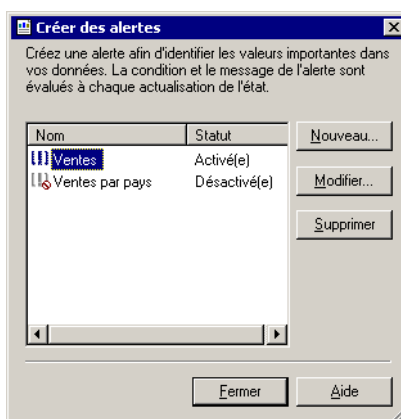 Créer des alertes
Créez une alerte afin d'identifier les valeurs importantes dans
vos données. La condition et le message de l'alerte sont
évalués à chaque actualisation de l'état.
Nom Statut
Ventes Activé(e)
Ventes par pays Désactivé(e)
Nouveau...
Modifier...
Supprimer
Fermer Aide